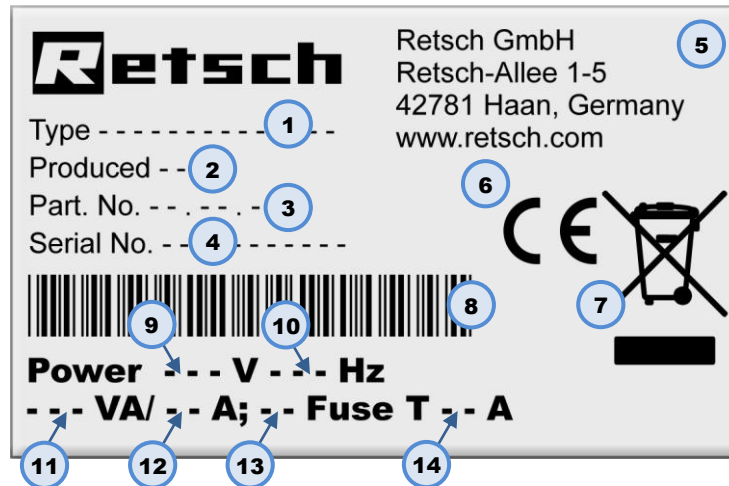 Retsch
Retsch GmbH
Retsch-Allee 1-5
42781 Haan, Germany
www.retsch.com
5
Type - - - - - - - - - - - - - - 1
Produced - - 2
Part. No. - - . - - . - 3
Serial No. - - 4 - - - - - - - -
6
CE
7
8
9
10
Power - - - V - - - Hz
- - - VA/ - - A; - - Fuse T - - A
11
12
13
14